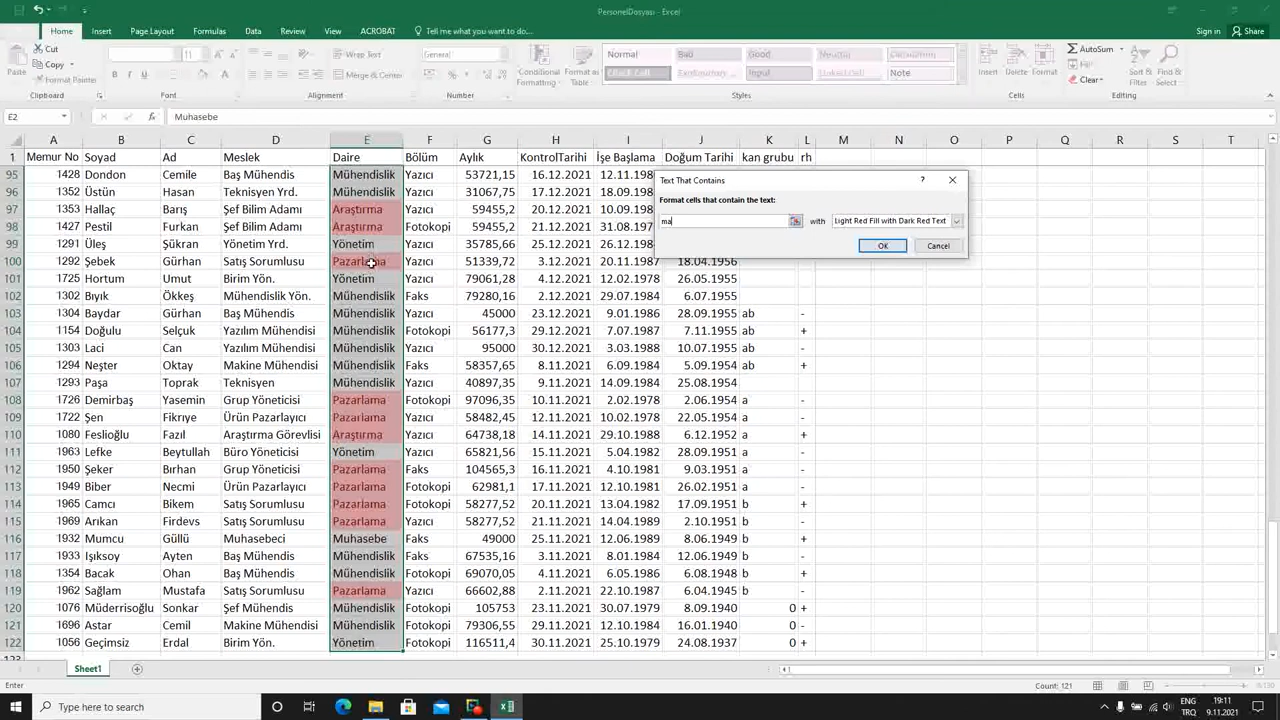 PersonelDosyası - Excel
Home Insert Page Layout Formulas Data Review View ACROBAT Tell me what you want to do... Sign in Share
Cut
Copy
Format Painter
Paste
11
Wrap Text
Merge & Center
General
Conditional Formatting
Format as Table
Normal Bad Good Neutral Calculation
Check Cell Explanatory ... Input Linked Cell Note
Insert Delete Format
AutoSum
Fill
Clear
Sort & Filter
Find & Select
Clipboard Font Alignment Number Styles Cells Editing
E2 Muhasebe
A B C D E F G H I J K L M N O P Q R S T
1 Memur No Soyad Ad Meslek Daire Bölüm Aylık KontrolTarihi İşe Başlama Doğum Tarihi kan grubu rh
95 1428 Dondon Cemile Baş Mühendis Mühendislik Yazıcı 53721,15 16.12.2021 12.11.198
96 1352 Üstün Hasan Teknisyen Yrd. Mühendislik Yazıcı 31067,75 17.12.2021 18.09.198
97 1353 Hallaç Barış Şef Bilim Adamı Araştırma Yazıcı 59455,2 20.12.2021 10.09.198
98 1427 Pestil Furkan Şef Bilim Adamı Araştırma Fotokopi 59455,2 21.12.2021 31.08.197
99 1291 Üleş Şükran Yönetim Yrd. Yönetim Yazıcı 35785,66 25.12.2021 26.12.198
100 1292 Şebek Gürhan Satış Sorumlusu Pazarlama Yazıcı 51339,72 3.12.2021 20.11.1987 18.04.1956
101 1725 Hortum Umut Birim Yön. Yönetim Yazıcı 79061,28 4.12.2021 12.02.1978 26.05.1955
102 1302 Bıyık Ökkeş Mühendislik Yön. Mühendislik Faks 79280,16 2.12.2021 29.07.1984 6.07.1955
103 1304 Baydar Gürhan Baş Mühendis Mühendislik Yazıcı 45000 3.12.2021 9.01.1986 28.09.1955 ab
104 1154 Doğulu Selçuk Yazılım Mühendisi Mühendislik Fotokopi 56177,3 29.12.2021 7.07.1987 7.11.1955 ab +
105 1303 Laci Can Yazılım Mühendisi Mühendislik Yazıcı 95000 30.12.2021 3.03.1988 10.07.1955 ab -
106 1294 Neşter Oktay Makine Mühendisi Mühendislik Faks 58357,65 8.11.2021 6.09.1984 5.09.1954 ab +
107 1293 Paşa Toprak Teknisyen Mühendislik Yazıcı 40897,35 9.11.2021 14.09.1984 25.08.1954 -
108 1726 Demirbaş Yasemin Grup Yöneticisi Pazarlama Fotokopi 97096,35 10.11.2021 2.02.1978 2.06.1954 a -
109 1722 Şen Fikrıye Ürün Pazarlayıcı Pazarlama Yazıcı 58482,45 12.11.2021 10.02.1978 22.05.1954 a -
110 1080 Feslioğlu Fazıl Araştırma Görevlisi Araştırma Yazıcı 64738,18 14.11.2021 29.10.1988 6.12.1952 a +
111 1963 Lefke Beytullah Büro Yöneticisi Yönetim Yazıcı 65821,56 15.11.2021 5.04.1982 28.09.1951 a -
112 1950 Şeker Bırhan Grup Yöneticisi Pazarlama Faks 104565,3 16.11.2021 4.10.1981 9.03.1951 a -
113 1949 Biber Necmi Ürün Pazarlayıcı Pazarlama Fotokopi 62981,1 17.11.2021 12.10.1981 26.02.1951 a -
114 1965 Camcı Bikem Satış Sorumlusu Pazarlama Fotokopi 58277,52 20.11.2021 13.04.1982 17.09.1951 b +
115 1969 Arıkan Firdevs Satış Sorumlusu Pazarlama Yazıcı 58277,52 21.11.2021 14.04.1989 2.10.1951 b +
116 1932 Mumcu Güllü Muhasebeci Muhasebe Faks 49000 25.11.2021 12.06.1989 8.06.1949 b +
117 1933 Işıksoy Ayten Baş Mühendis Mühendislik Faks 67535,16 3.11.2021 8.01.1984 12.06.1949 b -
118 1354 Bacak Ohan Baş Mühendis Mühendislik Fotokopi 69070,05 4.11.2021 6.05.1986 6.08.1948 b +
119 1962 Sağlam Mustafa Satış Sorumlusu Pazarlama Yazıcı 66602,88 2.11.2021 22.10.1987 6.04.1945 b
120 1076 Müderrisoğlu Sonkar Şef Mühendis Mühendislik Fotokopi 105753 23.11.2021 30.07.1979 8.09.1940 0 +
121 1696 Astar Cemil Makine Mühendisi Mühendislik Fotokopi 79306,55 29.11.2021 12.10.1984 16.01.1940 0 -
122 1056 Geçimsiz Erdal Birim Yön. Yönetim Fotokopi 116511,4 30.11.2021 25.10.1979 24.08.1937 0 +
Text That Contains
Format cells that contain the text:
ma with Light Red Fill with Dark Red Text
OK Cancel
Sheet1
Enter Count: 121 %130
Type here to search
TRQ
19:11
9.11.2021